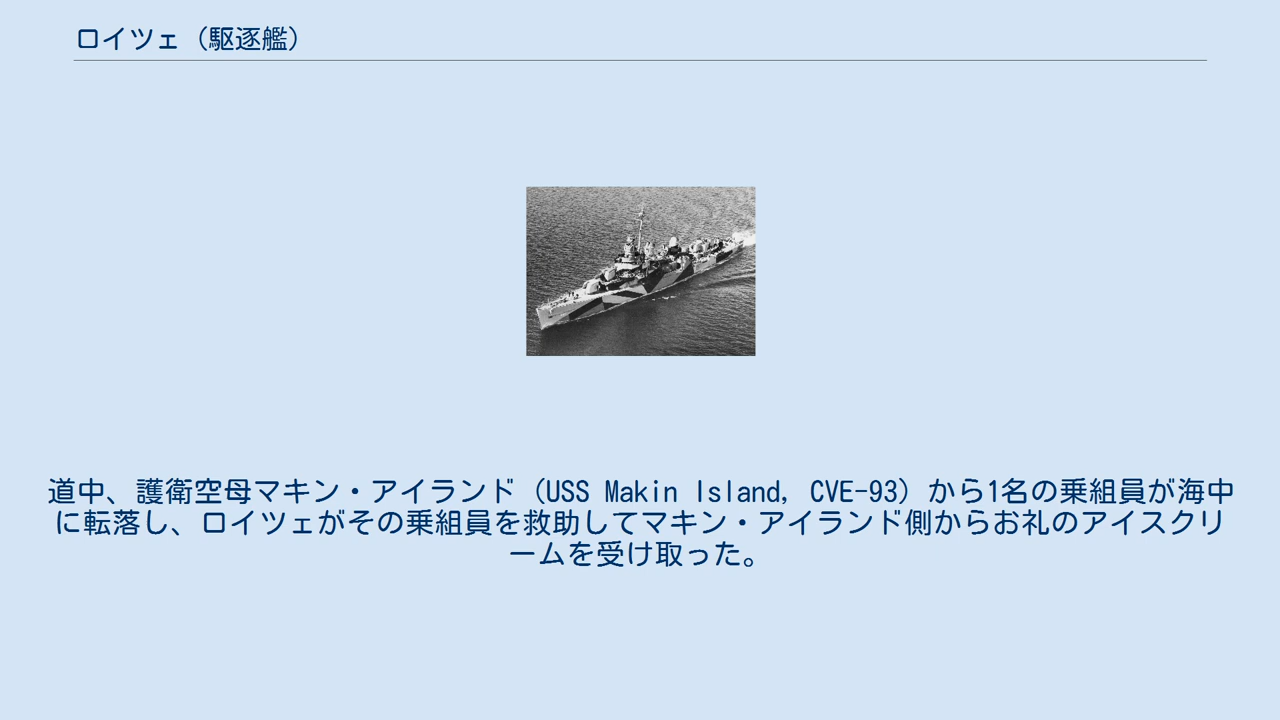 ロイツェ（駆逐艦）
道中、護衛空母マキン・アイランド（USS Makin Island, CVE-93）から1名の乗組員が海中
に転落し、ロイツェがその乗組員を救助してマキン・アイランド側からお礼のアイスクリ
ームを受け取った。